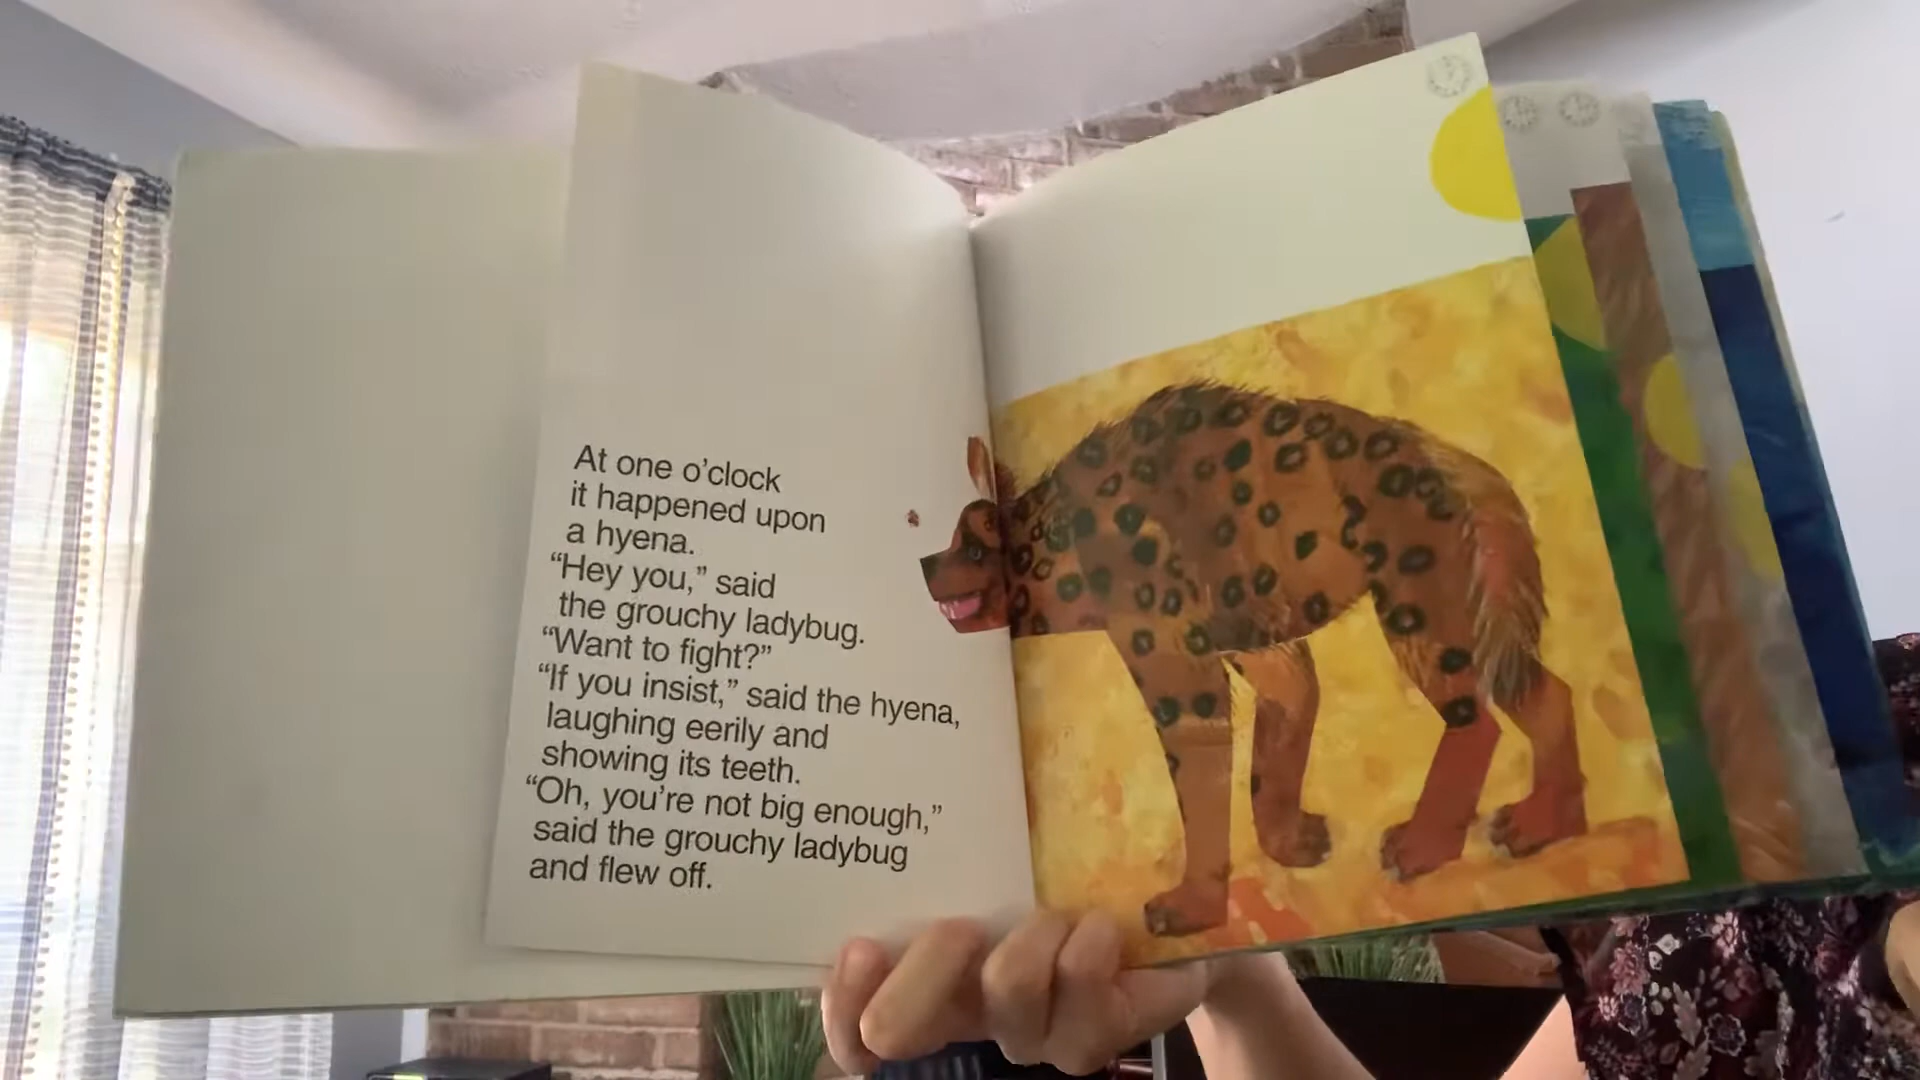 At one o’clock
it happened upon
a hyena.
“Hey you,” said
the grouchy ladybug.
“Want to fight?”
“If you insist,” said the hyena,
laughing eerily and
showing its teeth.
“Oh, you’re not big enough,”
said the grouchy ladybug
and flew off.